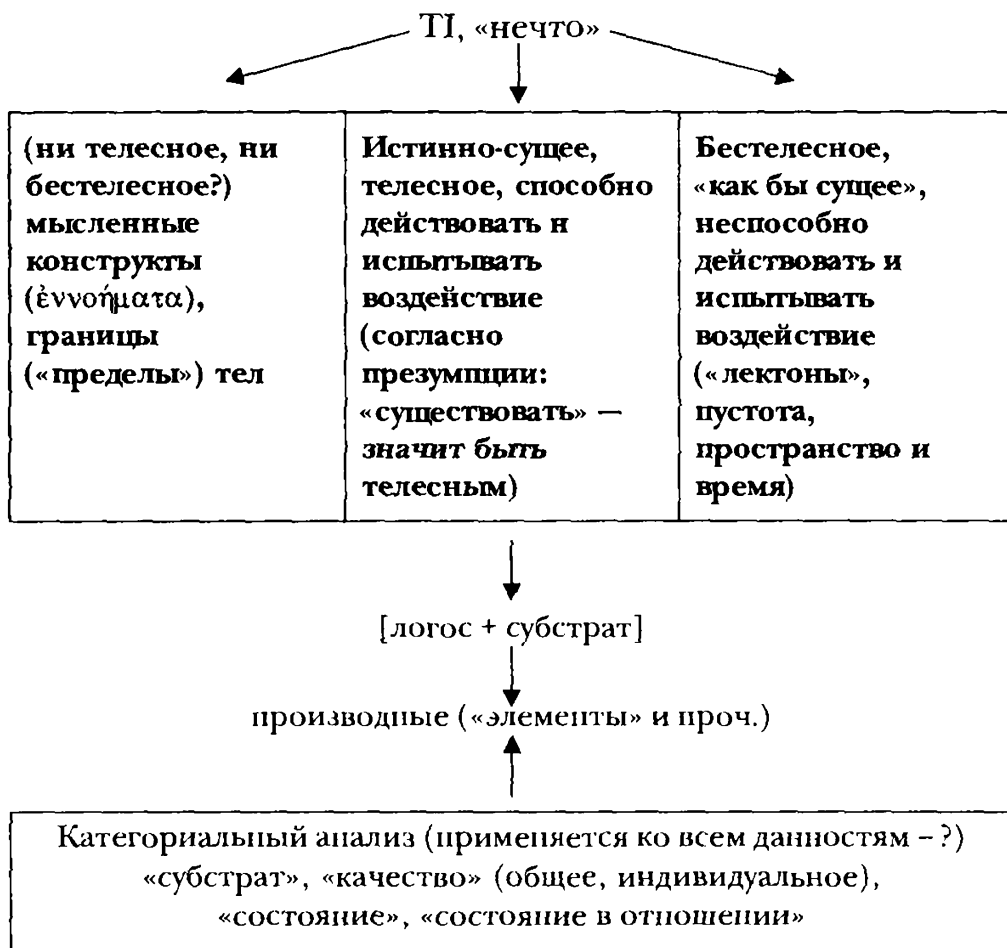 TI, «нечто»
(ни телесное, ни
бестелесное?)
мысленные
конструкты
(ἐννοήματα),
границы
(«пределы») тел
Истинно-сущее,
телесное, способно
действовать и
испытывать
воздействие
(согласно
презумпции:
«существовать» —
значит быть
телесным)
Бестелесное,
«как бы сущее»,
неспособно
действовать и
испытывать
воздействие
(«лектоны»,
пустота,
пространство и
время)
[логос + субстрат]
производные («элементы» и проч.)
Категориальный анализ (применяется ко всем данностям – ?)
«субстрат», «качество» (общее, индивидуальное),
«состояние», «состояние в отношении»